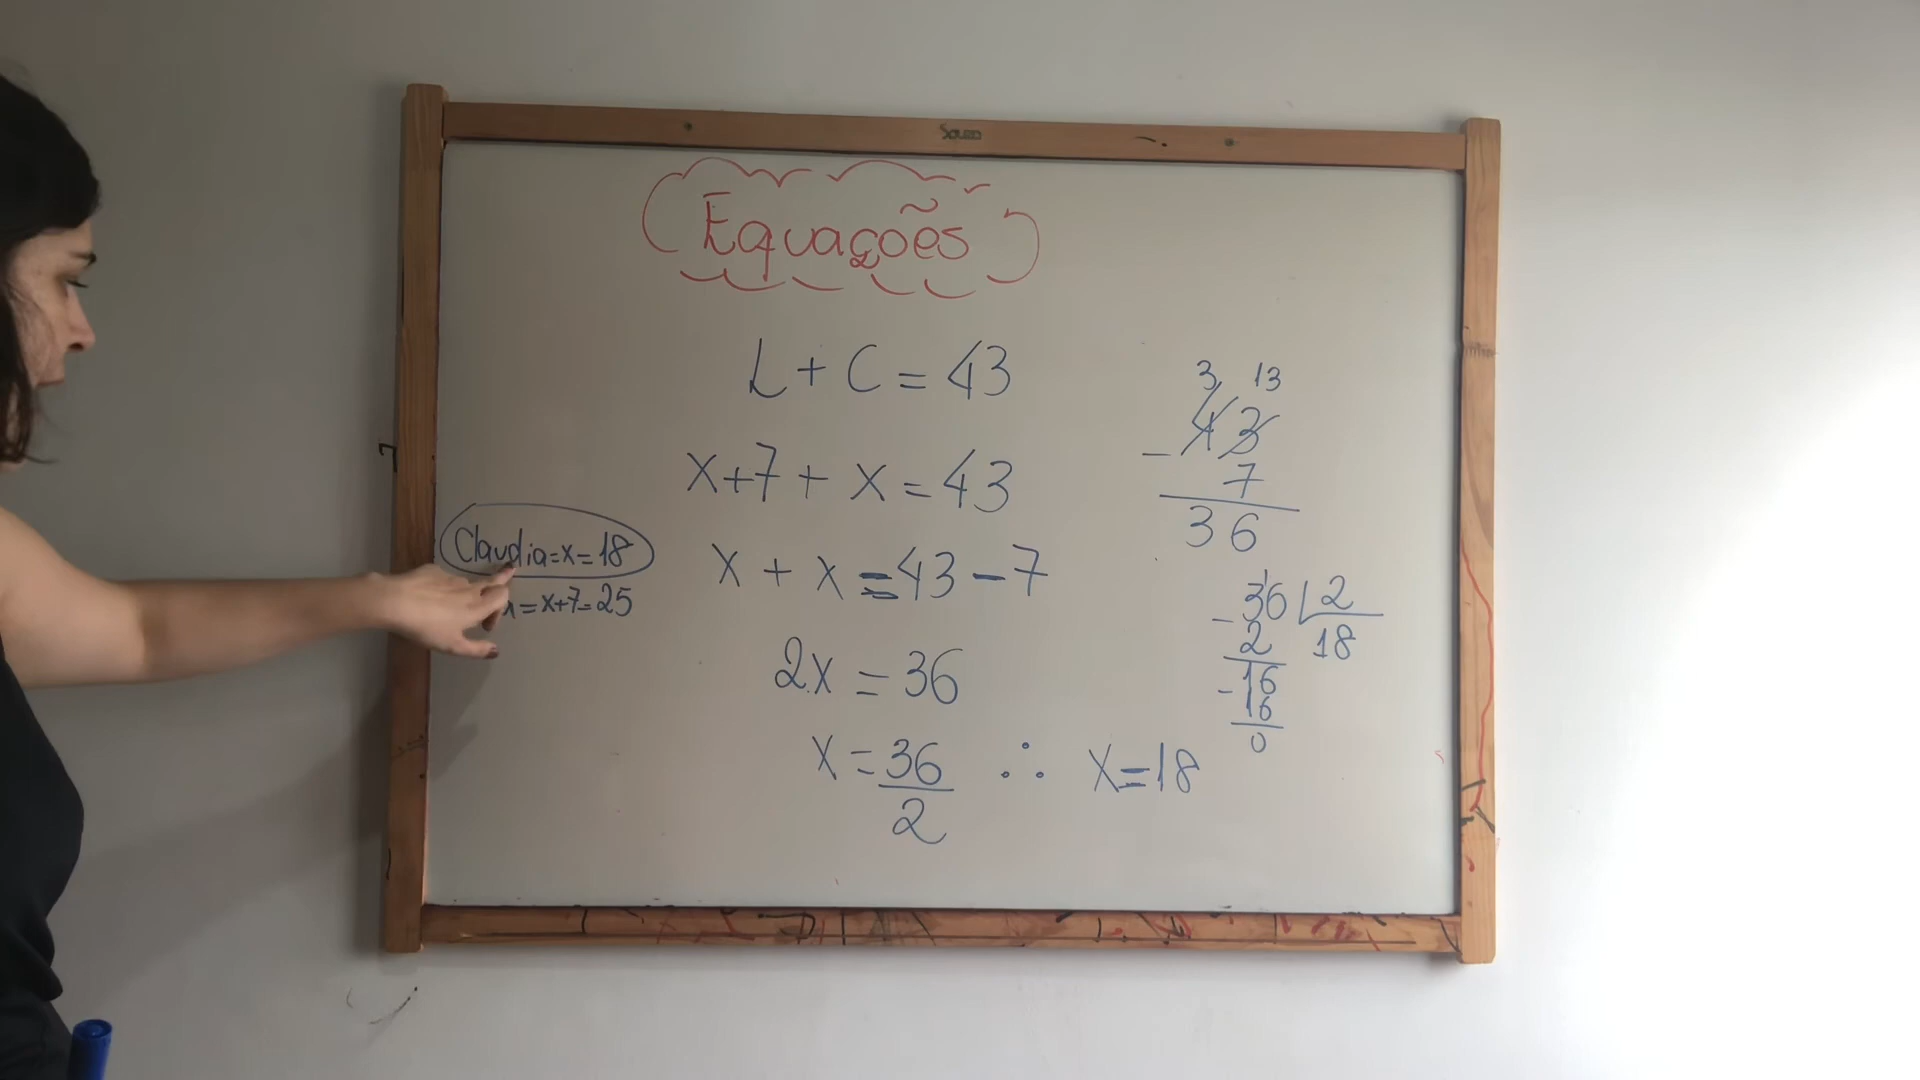 Equações
L + C = 43
x+7 + x = 43
x + x = 43 - 7
2x = 36
x = 36/2 ∴ x = 18
Claudia = x = 18
= x+7 = 25
3 13
43
- 7
36
36 | 2
- 2 18
- 16
16
0